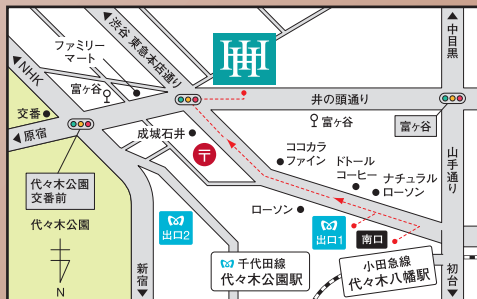 渋谷 東急本店通り
ファミリー
マート
NHK
富ヶ谷
交番
原宿
成城石井
〒
井の頭通り
富ヶ谷
富ヶ谷
中目黒
山手通り
ココカラ
ファイン
ドトール
コーヒー
ナチュラル
ローソン
代々木公園
交番前
代々木公園
ローソン
出口2
出口1
南口
千代田線
代々木公園駅
小田急線
代々木八幡駅
新宿
初台
N